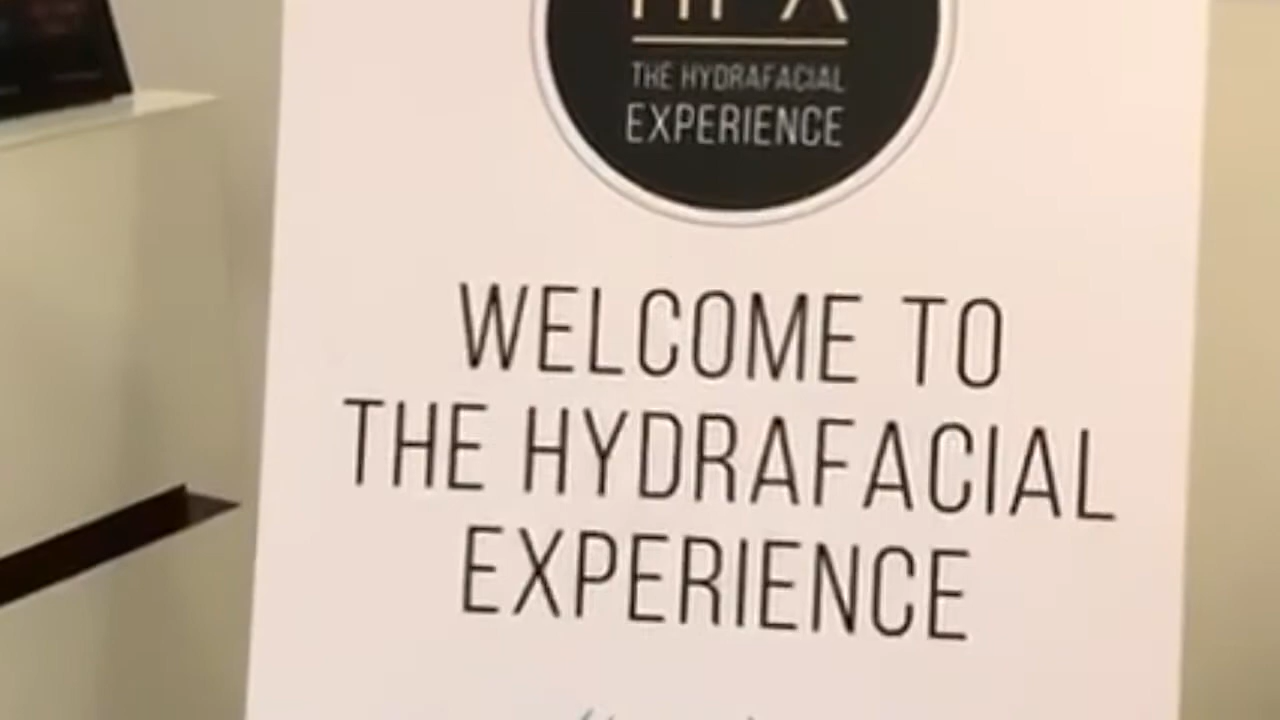 THE HYDRAFACIAL
EXPERIENCE
WELCOME TO
THE HYDRAFACIAL
EXPERIENCE